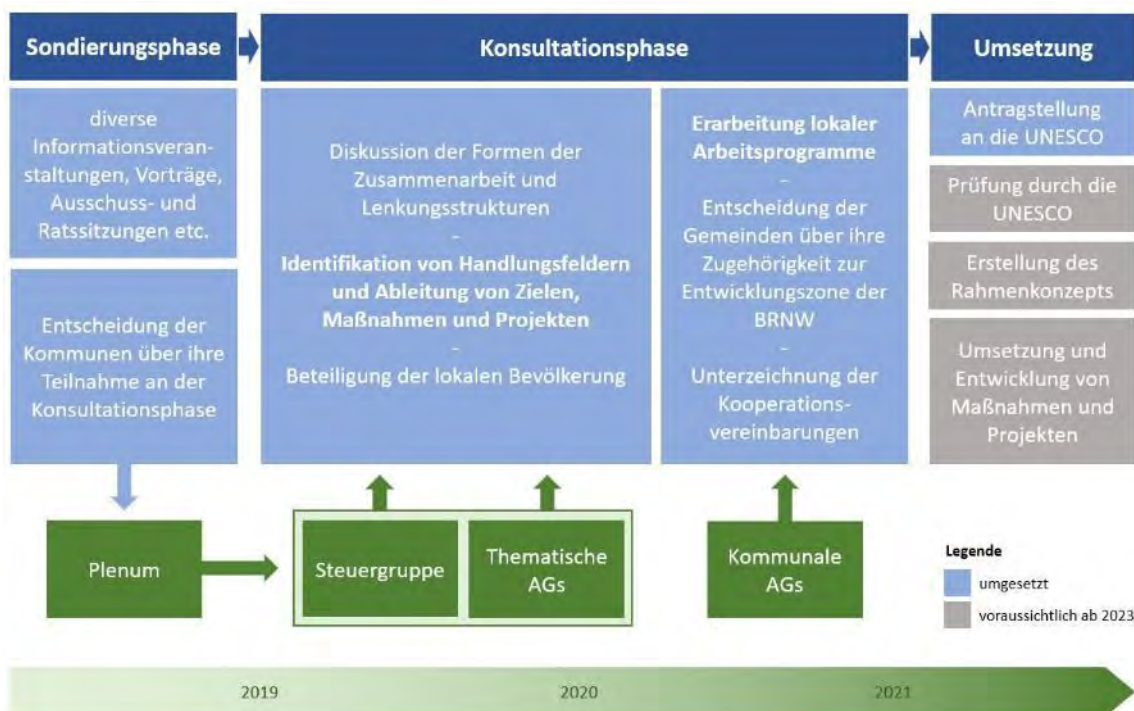 Sondierungsphase
Konsultationsphase
Umsetzung
diverse
Informationsveran-
staltungen, Vorträge,
Ausschuss- und
Ratssitzungen etc.
Entscheidung der
Kommunen über ihre
Teilnahme an der
Konsultationsphase
Diskussion der Formen der
Zusammenarbeit und
Lenkungsstrukturen
-
Identifikation von Handlungsfeldern
und Ableitung von Zielen,
Maßnahmen und Projekten
-
Beteiligung der lokalen Bevölkerung
Erarbeitung lokaler
Arbeitsprogramme
-
Entscheidung der
Gemeinden über ihre
Zugehörigkeit zur
Entwicklungszone der
BRNW
-
Unterzeichnung der
Kooperations-
vereinbarungen
Antragstellung
an die UNESCO
Prüfung durch die
UNESCO
Erstellung des
Rahmenkonzepts
Umsetzung und
Entwicklung von
Maßnahmen und
Projekten
Plenum
Steuergruppe
Thematische
AGs
Kommunale
AGs
Legende
umgesetzt
voraussichtlich ab 2023
2019
2020
2021